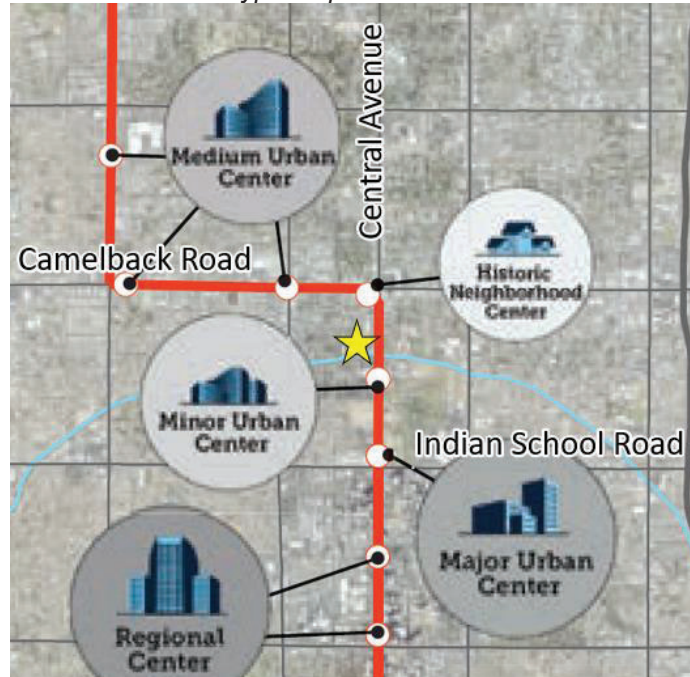 Medium Urban
Center
Central Avenue
Camelback Road
Historic
Neighborhood
Center
Minor Urban
Center
Indian School Road
Major Urban
Center
Regional
Center